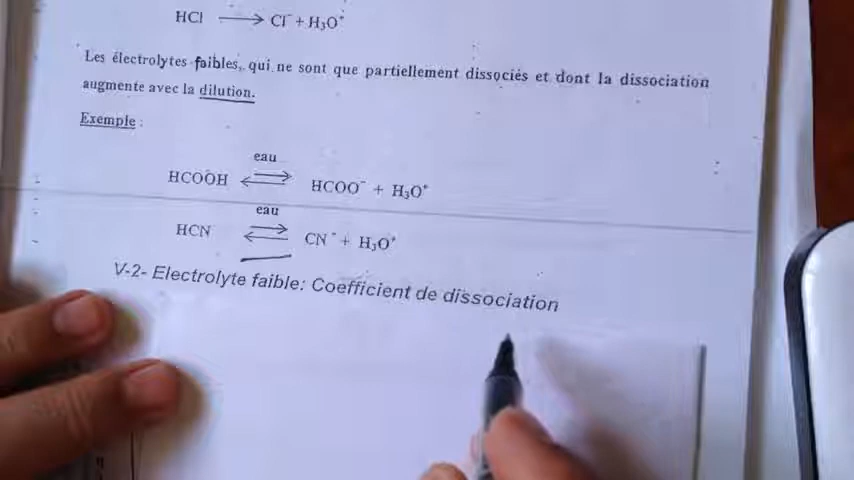 HCl ⟶ Cl⁻ + H₃O⁺
Les électrolytes faibles, qui ne sont que partiellement dissociés et dont la dissociation
augmente avec la dilution.
Exemple :
eau
HCOOH ⇌ HCOO⁻ + H₃O⁺
eau
HCN ⇌ CN⁻ + H₃O⁺
V-2- Electrolyte faible: Coefficient de dissociation